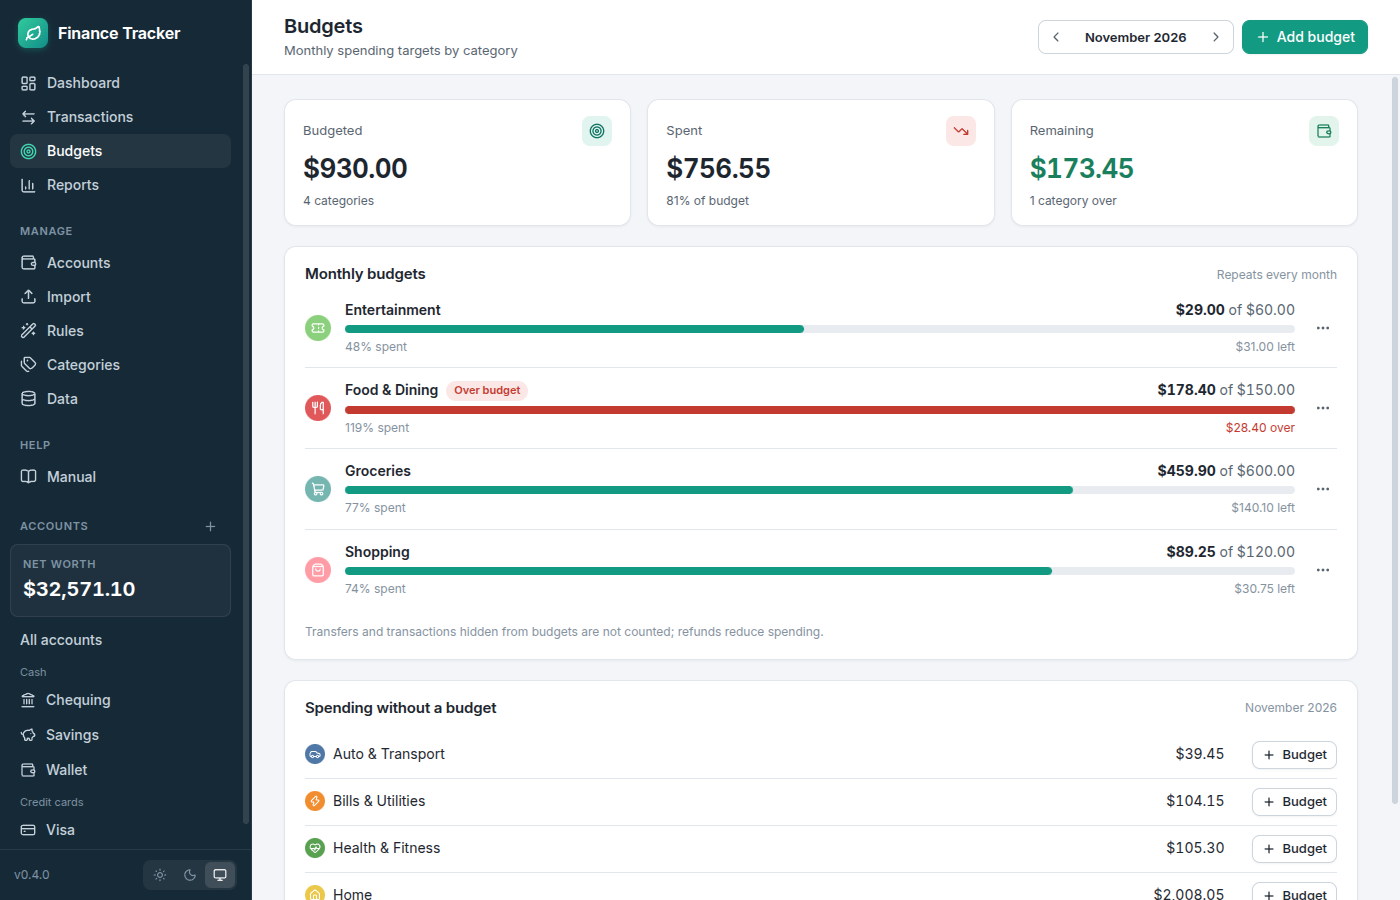 Finance Tracker
Dashboard
Transactions
Budgets
Reports
MANAGE
Accounts
Import
Rules
Categories
Data
HELP
Manual
ACCOUNTS
NET WORTH
$32,571.10
All accounts
Cash
Chequing
Savings
Wallet
Credit cards
Visa
v0.4.0
Budgets
Monthly spending targets by category
November 2026
Add budget
Budgeted
$930.00
4 categories
Spent
$756.55
81% of budget
Remaining
$173.45
1 category over
Monthly budgets
Repeats every month
Entertainment
$29.00 of $60.00
48% spent
$31.00 left
Food & Dining
Over budget
$178.40 of $150.00
119% spent
$28.40 over
Groceries
$459.90 of $600.00
77% spent
$140.10 left
Shopping
$89.25 of $120.00
74% spent
$30.75 left
Transfers and transactions hidden from budgets are not counted; refunds reduce spending.
Spending without a budget
November 2026
Auto & Transport
$39.45
Budget
Bills & Utilities
$104.15
Budget
Health & Fitness
$105.30
Budget
Home
$2,008.05
Budget